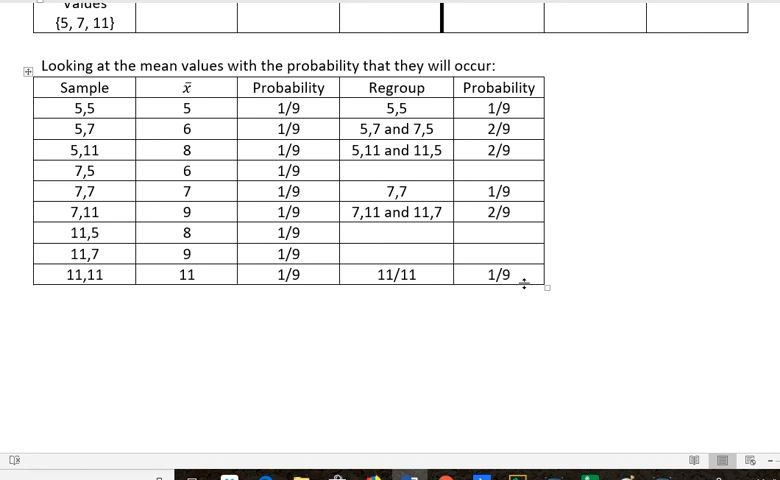 values
{5, 7, 11}
Looking at the mean values with the probability that they will occur:
Sample x̄ Probability Regroup Probability
5,5 5 1/9 5,5 1/9
5,7 6 1/9 5,7 and 7,5 2/9
5,11 8 1/9 5,11 and 11,5 2/9
7,5 6 1/9
7,7 7 1/9 7,7 1/9
7,11 9 1/9 7,11 and 11,7 2/9
11,5 8 1/9
11,7 9 1/9
11,11 11 1/9 11/11 1/9